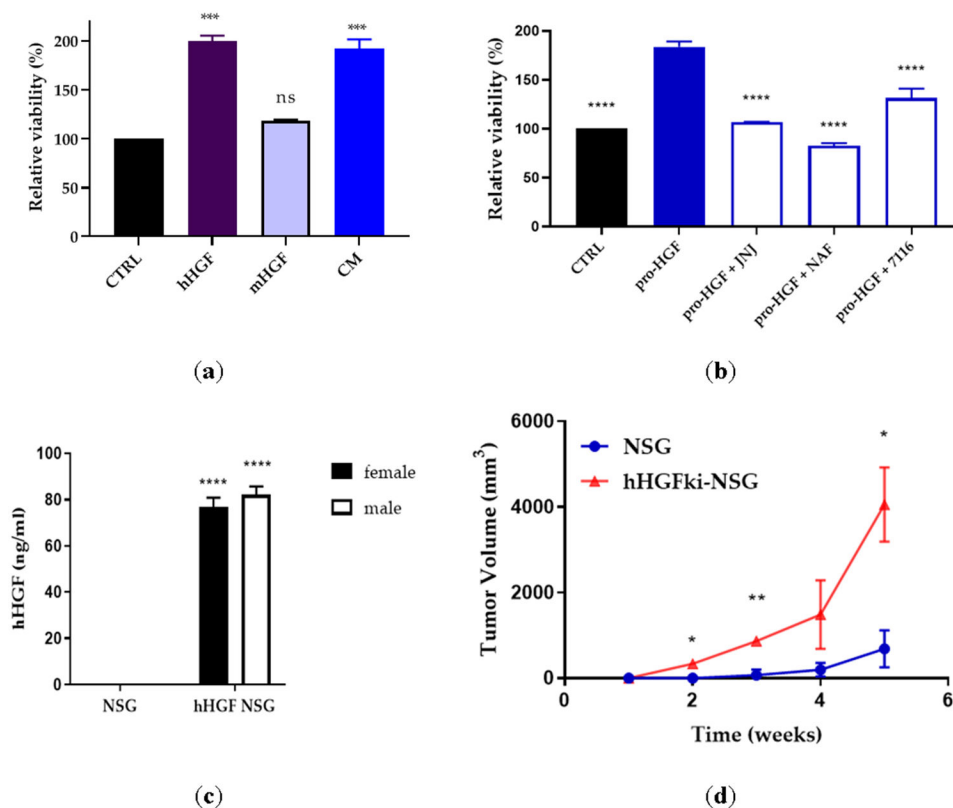 ***
***
ns
Relative viability (%)
200
150
100
50
0
CTRL
hHGF
mHGF
CM
(a)
****
****
****
****
Relative viability (%)
200
150
100
50
0
CTRL
pro-HGF
pro-HGF + JNJ
pro-HGF + NAF
pro-HGF + 7116
(b)
hHGF (ng/ml)
100
80
60
40
20
0
****
****
female
male
NSG
hHGF NSG
(c)
Tumor Volume (mm³)
6000
4000
2000
0
NSG
hHGFki-NSG
*
**
*
0
2
4
6
Time (weeks)
(d)